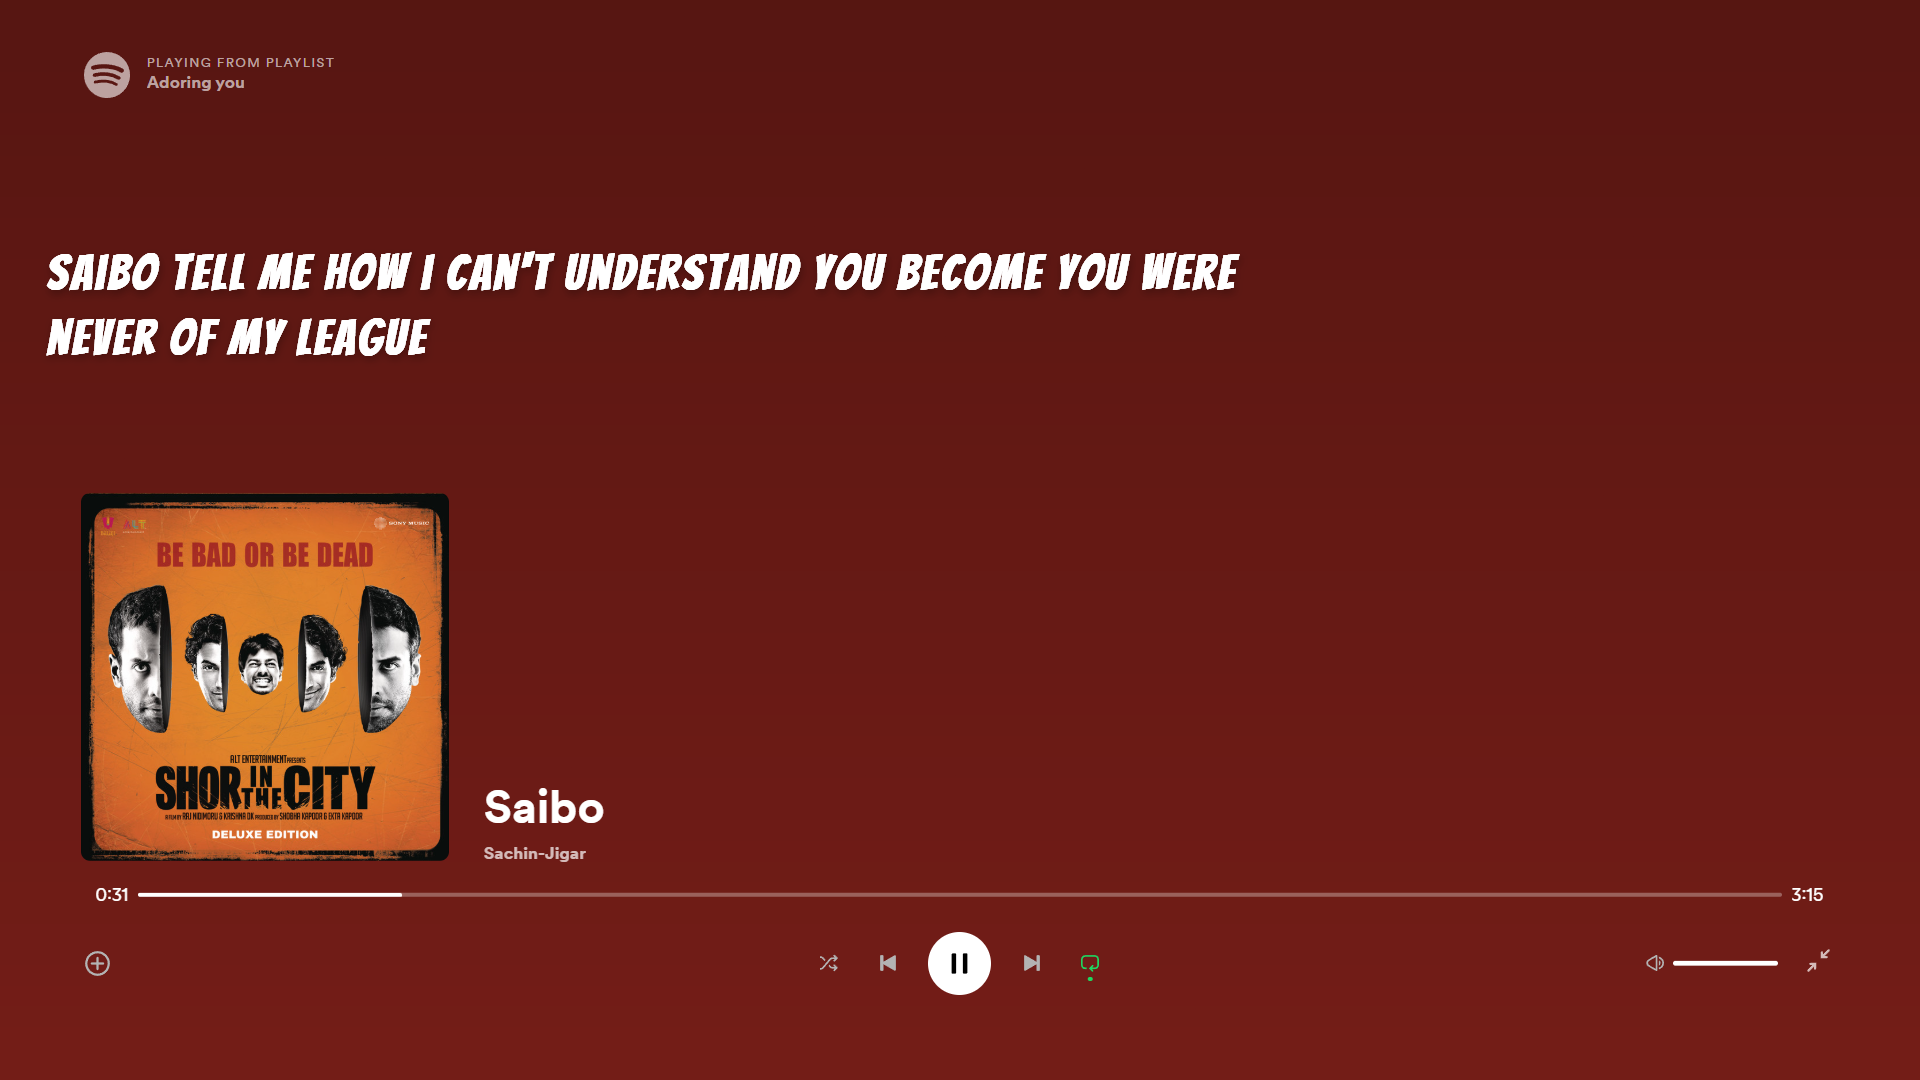 PLAYING FROM PLAYLIST
Adoring you
SAIBO TELL ME HOW I CAN'T UNDERSTAND YOU BECOME YOU WERE
NEVER OF MY LEAGUE
SONY MUSIC
BE BAD OR BE DEAD
ALT ENTERTAINMENT PRESENTS
SHOR IN THE CITY
A FILM BY RAJ NIDIMORU & KRISHNA DK PRODUCED BY SHOBHA KAPOOR & EKTA KAPOOR
DELUXE EDITION
Saibo
Sachin-Jigar
0:31
3:15